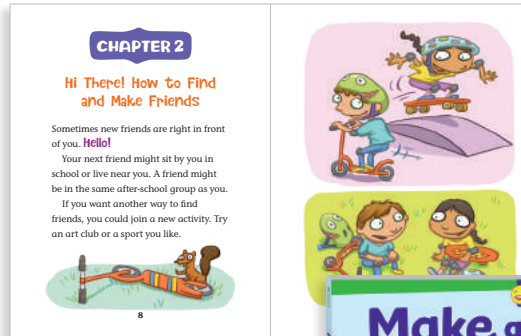 CHAPTER 2
Hi There! How to Find
and Make Friends
Sometimes new friends are right in front
of you. Hello!
Your next friend might sit by you in
school or live near you. A friend might
be in the same after-school group as you.
If you want another way to find
friends, you could join a new activity. Try
an art club or a sport you like.
8
Make